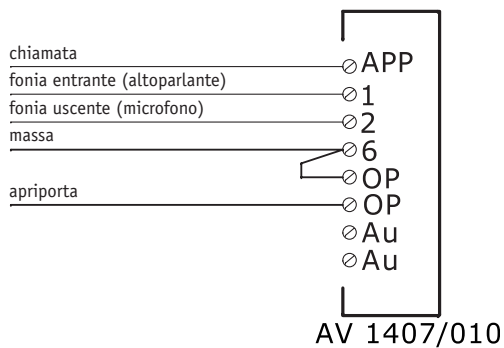 chiamata
APP
fonia entrante (altoparlante)
1
fonia uscente (microfono)
2
massa
6
OP
apriporta
OP
Au
Au
AV 1407/010